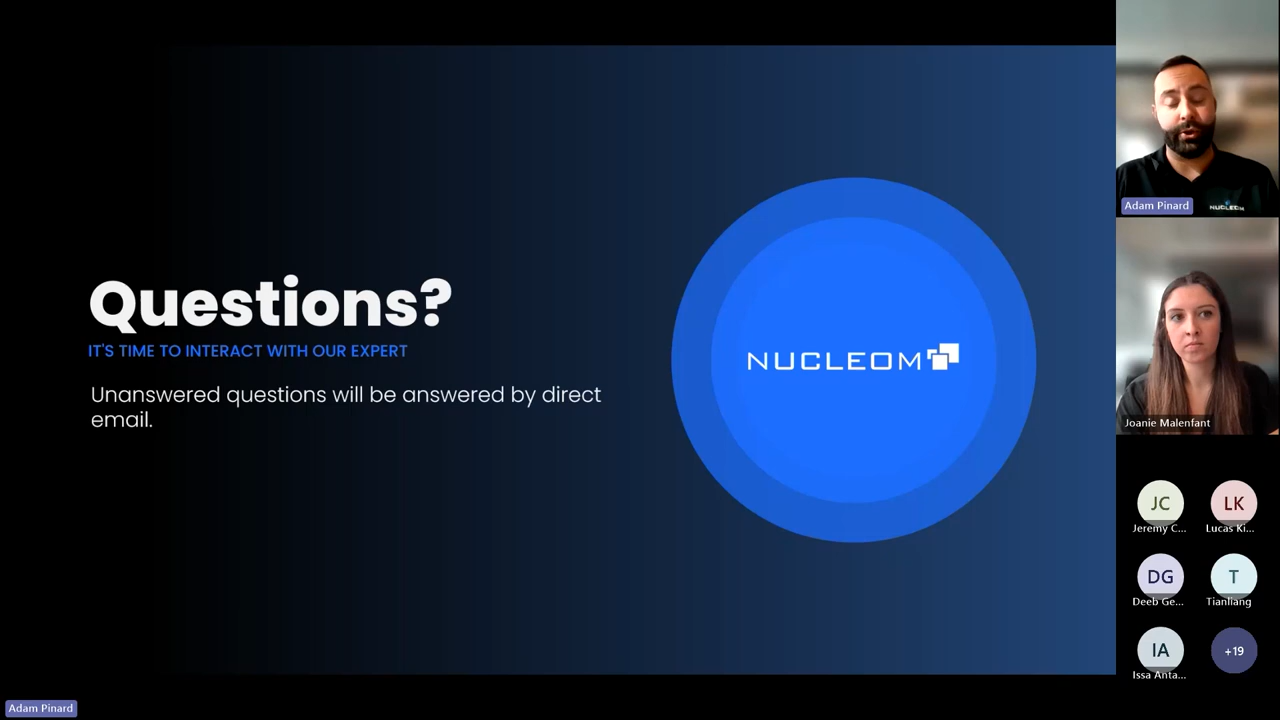 Questions?
IT'S TIME TO INTERACT WITH OUR EXPERT
Unanswered questions will be answered by direct
email.
NUCLEOM
Adam Pinard
NUCLEOM
Joanie Malenfant
JC
LK
Jeremy C...
Lucas Ki...
DG
T
Deeb Ge...
Tianliang
IA
+19
Issa Anta...
Adam Pinard